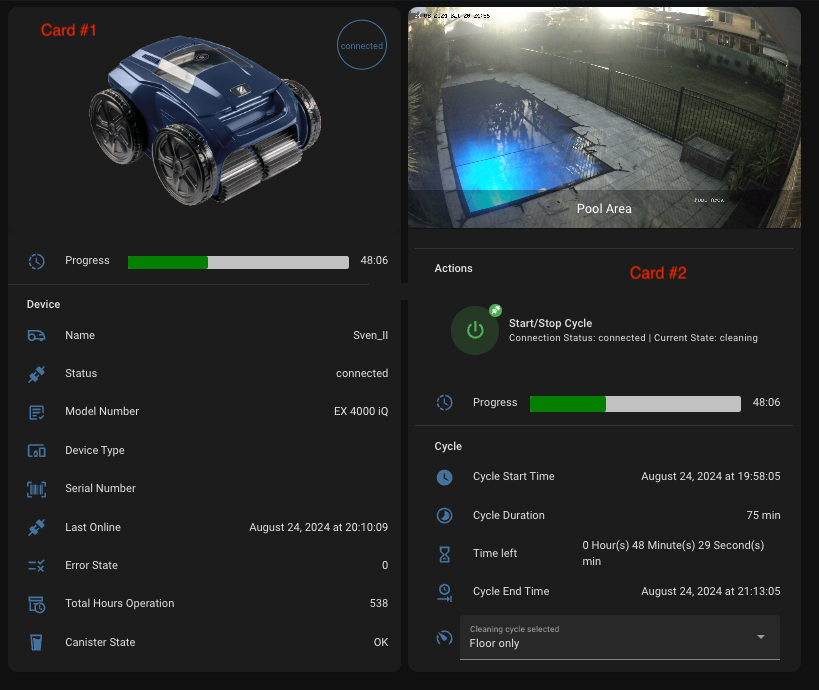 Card #1
connected
Progress
48:06
Device
Name
Sven_II
Status
connected
Model Number
EX 4000 iQ
Device Type
Serial Number
Last Online
August 24, 2024 at 20:10:09
Error State
0
Total Hours Operation
538
Canister State
OK
Pool Area
Actions
Card #2
Start/Stop Cycle
Connection Status: connected | Current State: cleaning
Progress
48:06
Cycle
Cycle Start Time
August 24, 2024 at 19:58:05
Cycle Duration
75 min
Time left
0 Hour(s) 48 Minute(s) 29 Second(s)
min
Cycle End Time
August 24, 2024 at 21:13:05
Cleaning cycle selected
Floor only